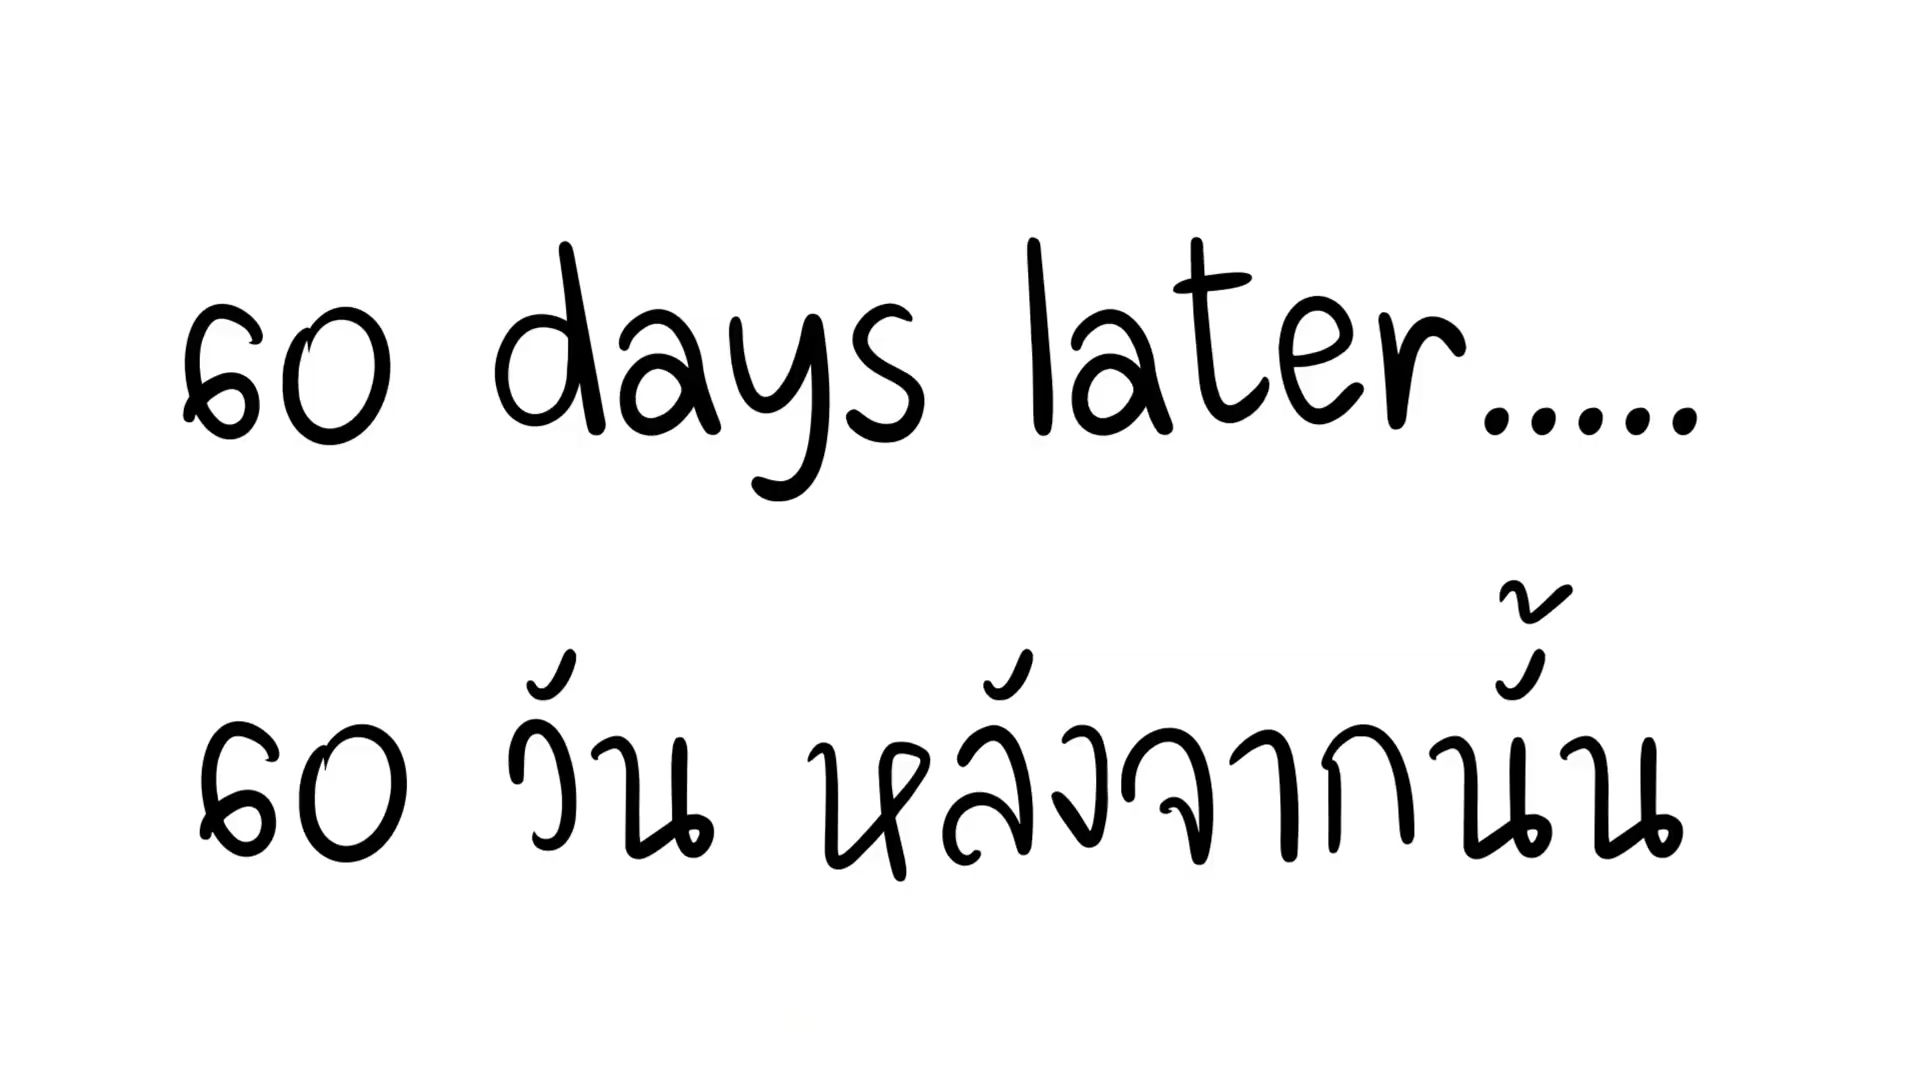 60 days later.....
60 วัน หลังจากนั้น